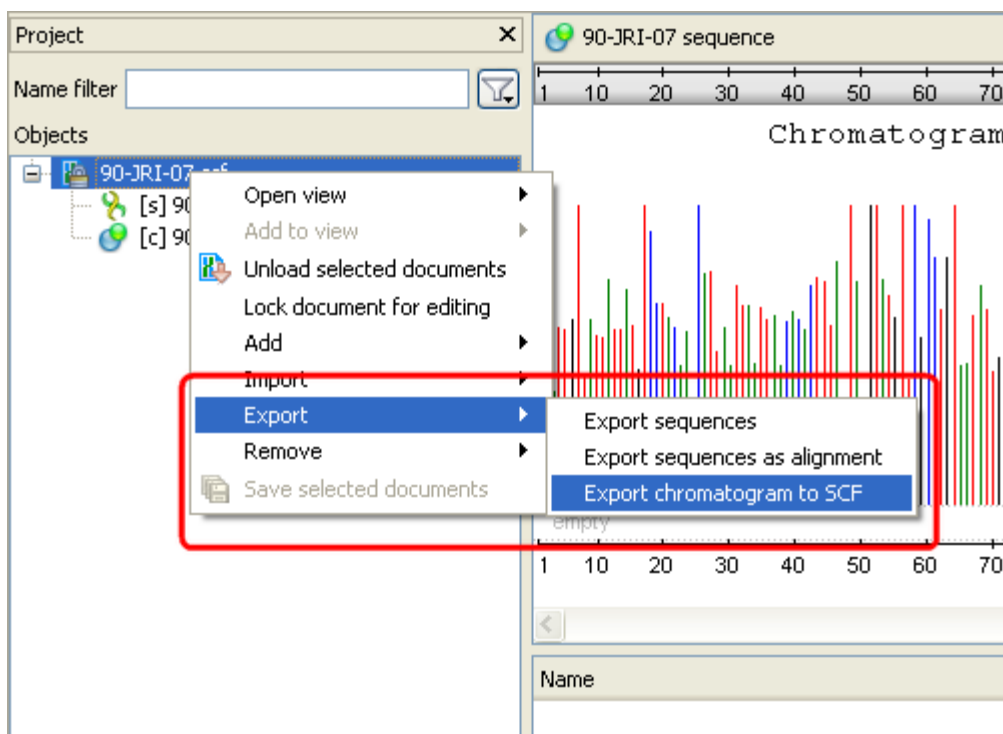 Project
90-JRI-07 sequence
Name filter
1 10 20 30 40 50 60 70
Objects
Chromatogram
90-JRI-07.scf
[s] 90
[c] 90
Open view
Add to view
Unload selected documents
Lock document for editing
Add
Import
Export
Remove
Save selected documents
Export sequences
Export sequences as alignment
Export chromatogram to SCF
empty
1 10 20 30 40 50 60 70
Name